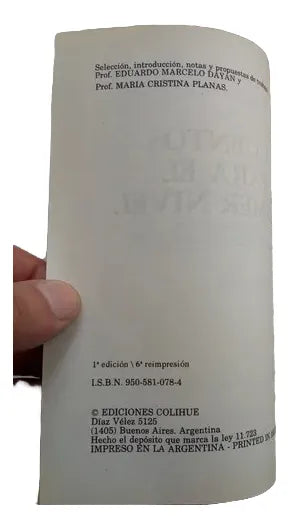 Selección, introducción, notas y propuestas de trabajo:
Prof. EDUARDO MARCELO DAYAN y
Prof. MARIA CRISTINA PLANAS.
1ª edición \ 6ª reimpresión
I.S.B.N. 950-581-078-4
© EDICIONES COLIHUE
Díaz Vélez 5125
(1405) Buenos Aires. Argentina
Hecho el depósito que marca la ley 11.723
IMPRESO EN LA ARGENTINA - PRINTED IN